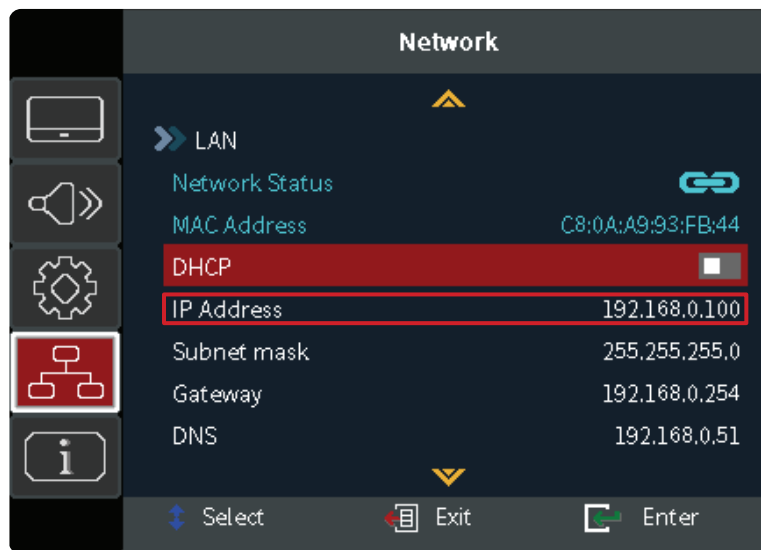 Network
LAN
Network Status
MAC Address C8:0A:A9:93:FB:44
DHCP
IP Address 192.168.0.100
Subnet mask 255.255.255.0
Gateway 192.168.0.254
DNS 192.168.0.51
i
Select Exit Enter